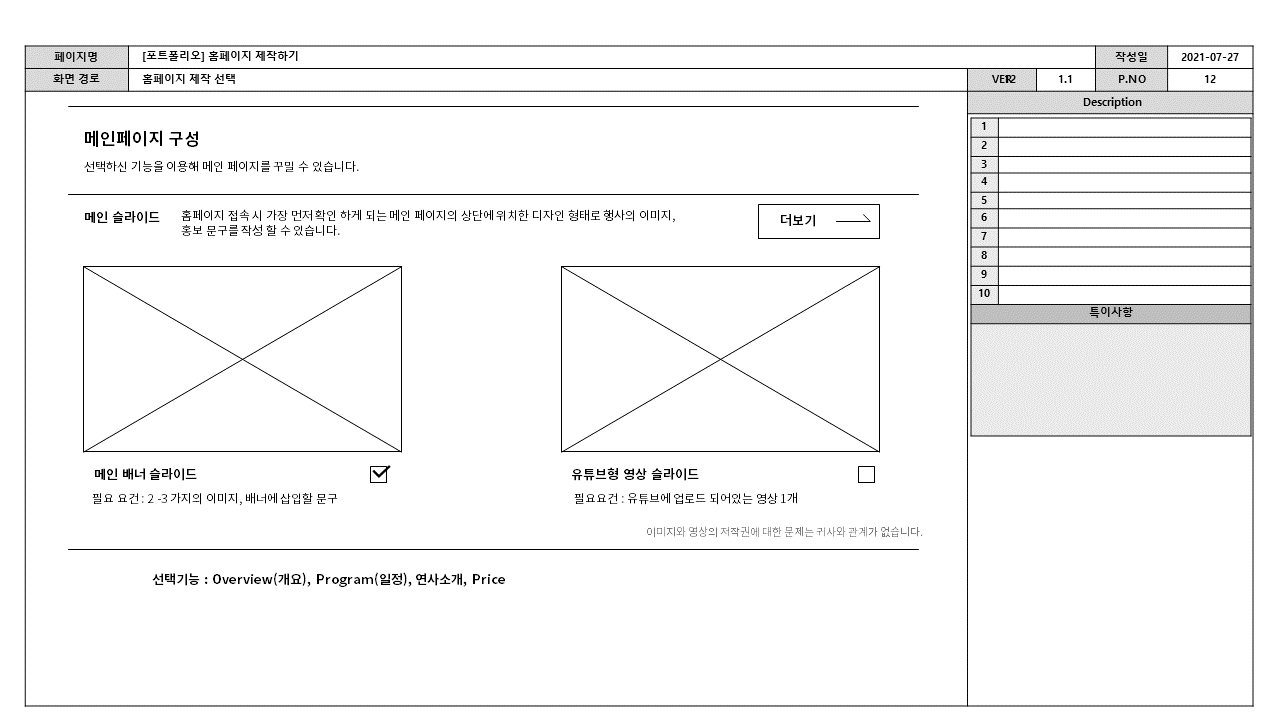 페이지명 [포트폴리오] 홈페이지 제작하기 작성일 2021-07-27
화면 경로 홈페이지 제작 선택 VER2 1.1 P.NO 12
Description
메인페이지 구성
선택하신 기능을 이용해 메인 페이지를 꾸밀 수 있습니다.
메인 슬라이드
홈페이지 접속 시 가장 먼저 확인 하게 되는 메인 페이지의 상단에 위치한 디자인 형태로 행사의 이미지,
홍보 문구를 작성 할 수 있습니다.
더보기
메인 배너 슬라이드
필요 요건 : 2 -3 가지의 이미지, 배너에 삽입할 문구
유튜브형 영상 슬라이드
필요요건 : 유튜브에 업로드 되어있는 영상 1개
이미지와 영상의 저작권에 대한 문제는 귀사와 관계가 없습니다.
선택기능 : Overview(개요), Program(일정), 연사소개, Price
1
2
3
4
5
6
7
8
9
10
특이사항